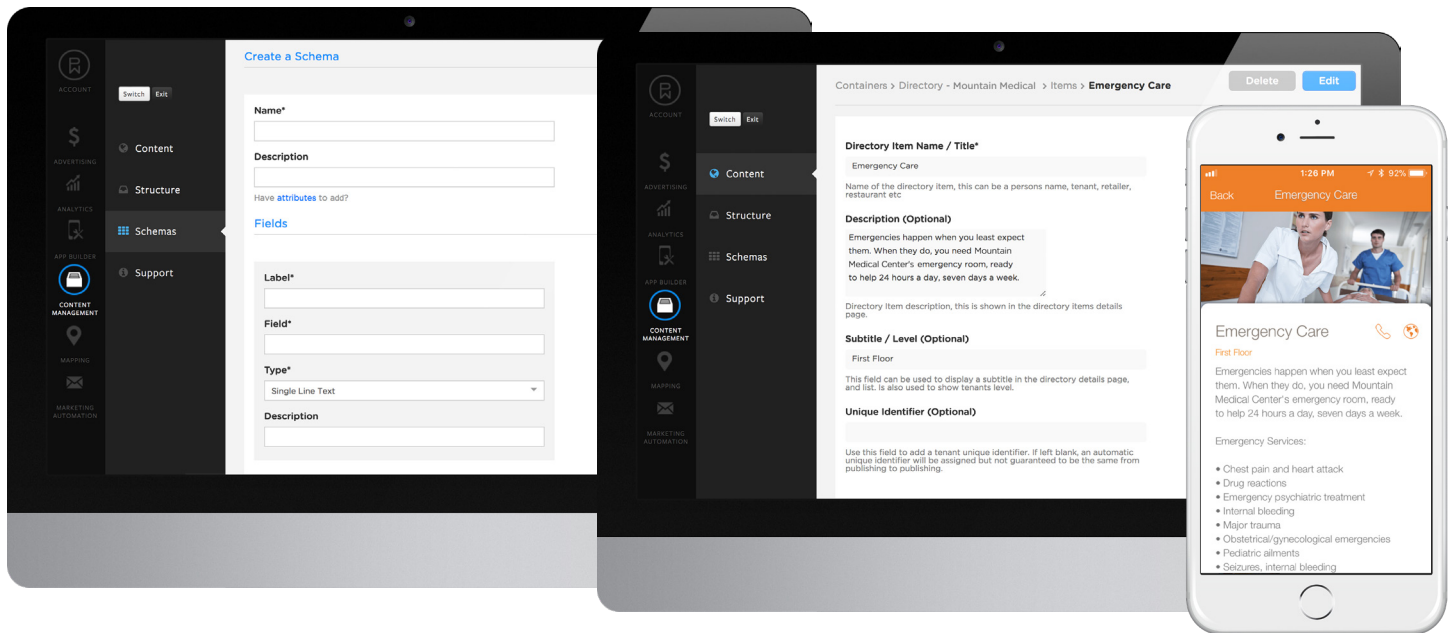 ACCOUNT
ADVERTISING
ANALYTICS
APP BUILDER
CONTENT
MANAGEMENT
MAPPING
MARKETING
AUTOMATION
Switch Exit
Content
Structure
Schemas
Support
Create a Schema
Name*
Description
Have attributes to add?
Fields
Label*
Field*
Type*
Single Line Text
Description
ACCOUNT
ADVERTISING
ANALYTICS
APP BUILDER
CONTENT
MANAGEMENT
MAPPING
MARKETING
AUTOMATION
Switch Exit
Content
Structure
Schemas
Support
Containers > Directory - Mountain Medical > Items > Emergency Care
Delete Edit
Directory Item Name / Title*
Emergency Care
Name of the directory item, this can be a persons name, tenant, retailer,
restaurant etc
Description (Optional)
Emergencies happen when you least expect
them. When they do, you need Mountain
Medical Center's emergency room, ready
to help 24 hours a day, seven days a week.
Directory Item description, this is shown in the directory items details
page.
Subtitle / Level (Optional)
First Floor
This field can be used to display a subtitle in the directory details page,
and list. is also used to show tenants level.
Unique Identifier (Optional)
Use this field to add a tenant unique identifier. If left blank, an automatic
unique identifier will be assigned but not guaranteed to be the same from
publishing to publishing.
1:26 PM 92%
Back Emergency Care
Emergency Care
First Floor
Emergencies happen when you least expect
them. When they do, you need Mountain
Medical Center's emergency room, ready
to help 24 hours a day, seven days a week.
Emergency Services:
• Chest pain and heart attack
• Drug reactions
• Emergency psychiatric treatment
• Internal bleeding
• Major trauma
• Obstetrical/gynecological emergencies
• Pediatric ailments
• Seizures, internal bleeding